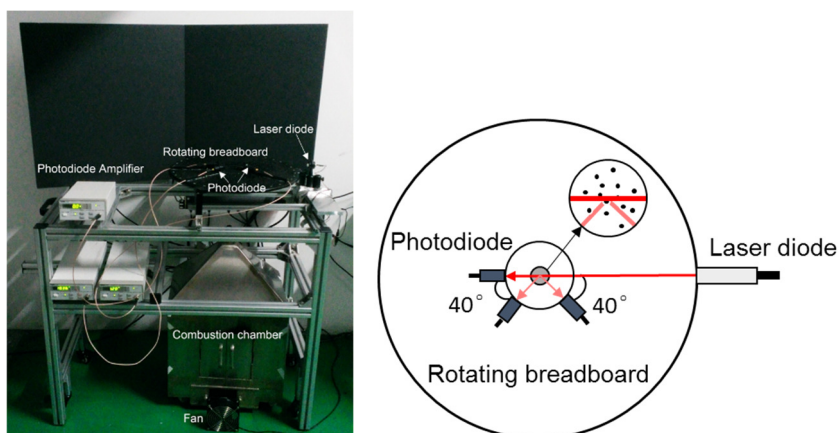 Laser diode
Rotating breadboard
Photodiode Amplifier
Photodiode
Combustion chamber
Fan
Photodiode
Laser diode
40°
40°
Rotating breadboard